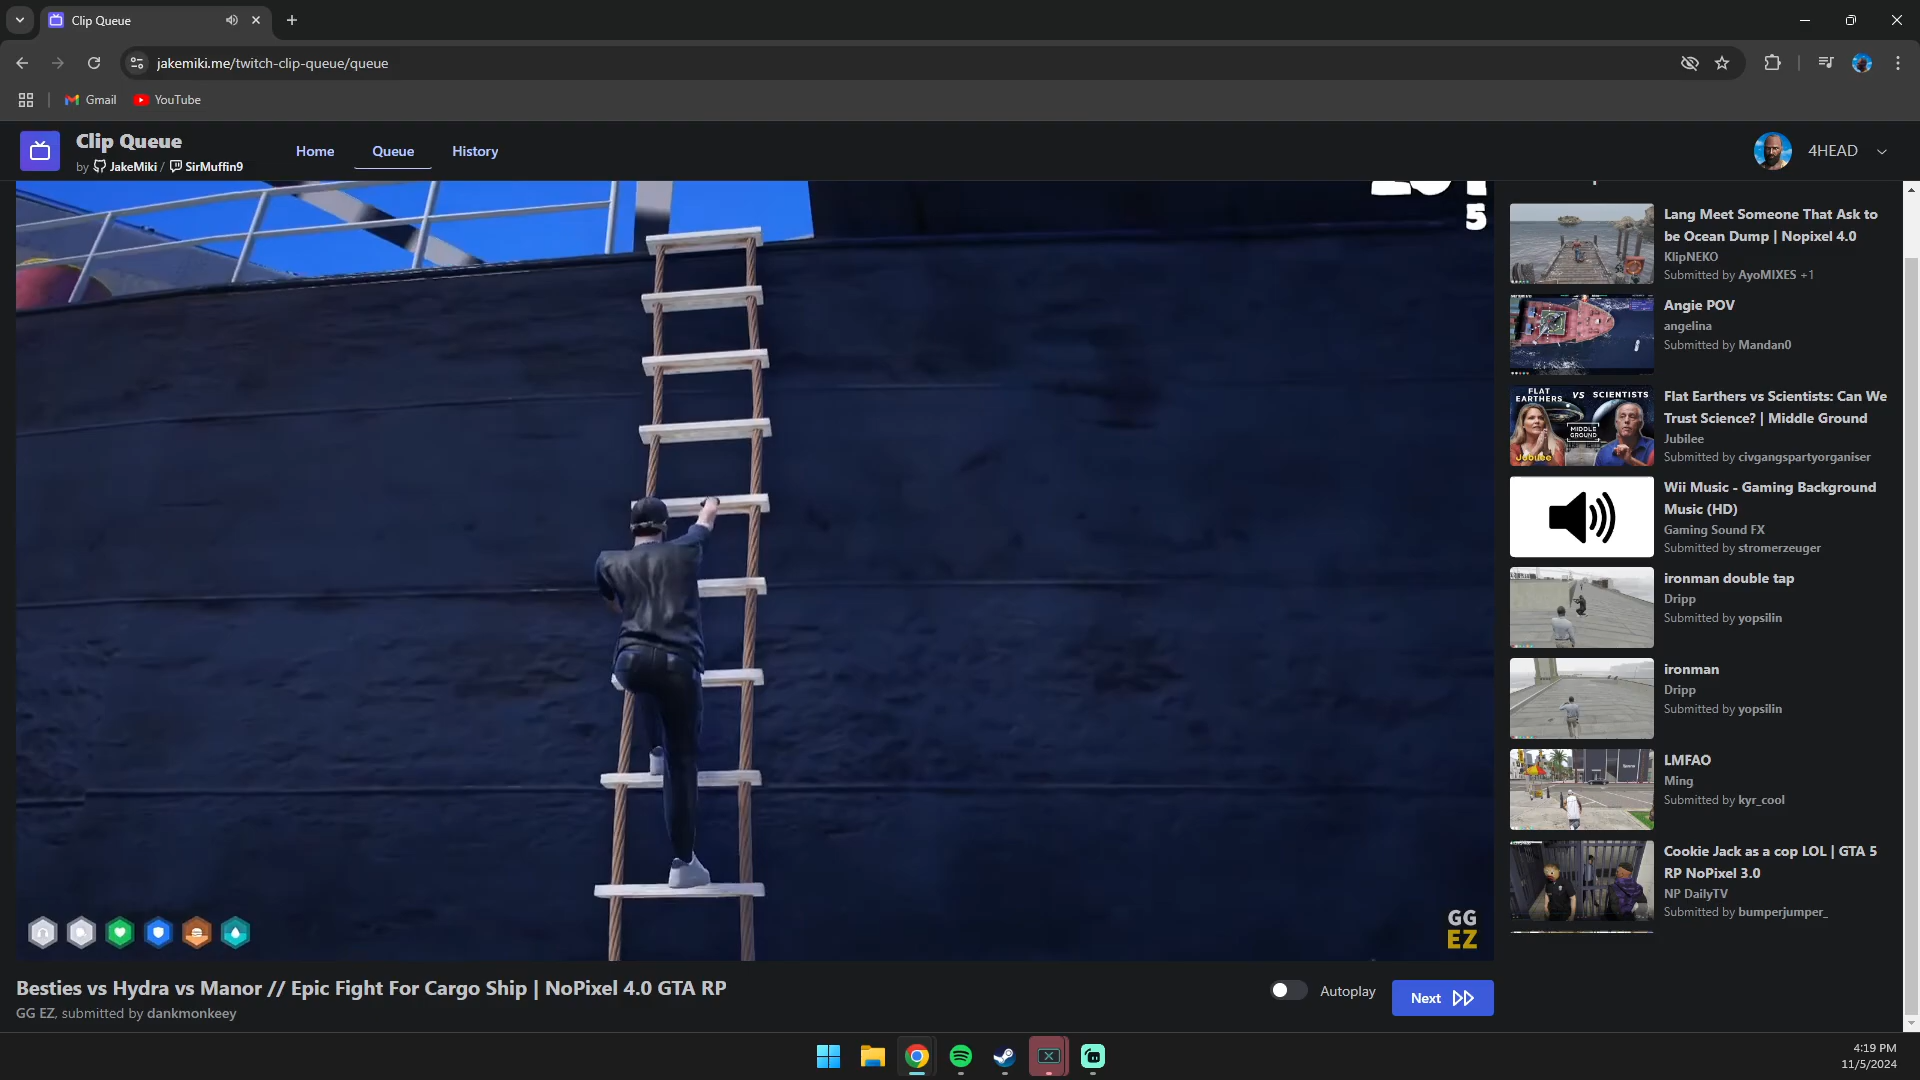 Clip Queue
jakemiki.me/twitch-clip-queue/queue
Gmail
YouTube
Clip Queue
by JakeMiki / SirMuffin9
Home
Queue
History
4HEAD
5
Lang Meet Someone That Ask to
be Ocean Dump | Nopixel 4.0
KlipNEKO
Submitted by AyoMIXES +1
Angie POV
angelina
Submitted by Mandan0
FLAT
EARTHERS VS SCIENTISTS
MIDDLE
GROUND
Jubilee
Flat Earthers vs Scientists: Can We
Trust Science? | Middle Ground
Jubilee
Submitted by civgangspartyorganiser
Wii Music - Gaming Background
Music (HD)
Gaming Sound FX
Submitted by stromerzeuger
ironman double tap
Dripp
Submitted by yopsilin
ironman
Dripp
Submitted by yopsilin
LMFAO
Ming
Submitted by kyr_cool
Cookie Jack as a cop LOL | GTA 5
RP NoPixel 3.0
NP DailyTV
Submitted by bumperjumper_
GG
EZ
Besties vs Hydra vs Manor // Epic Fight For Cargo Ship | NoPixel 4.0 GTA RP
GG EZ, submitted by dankmonkeey
Autoplay
Next
4:19 PM
11/5/2024